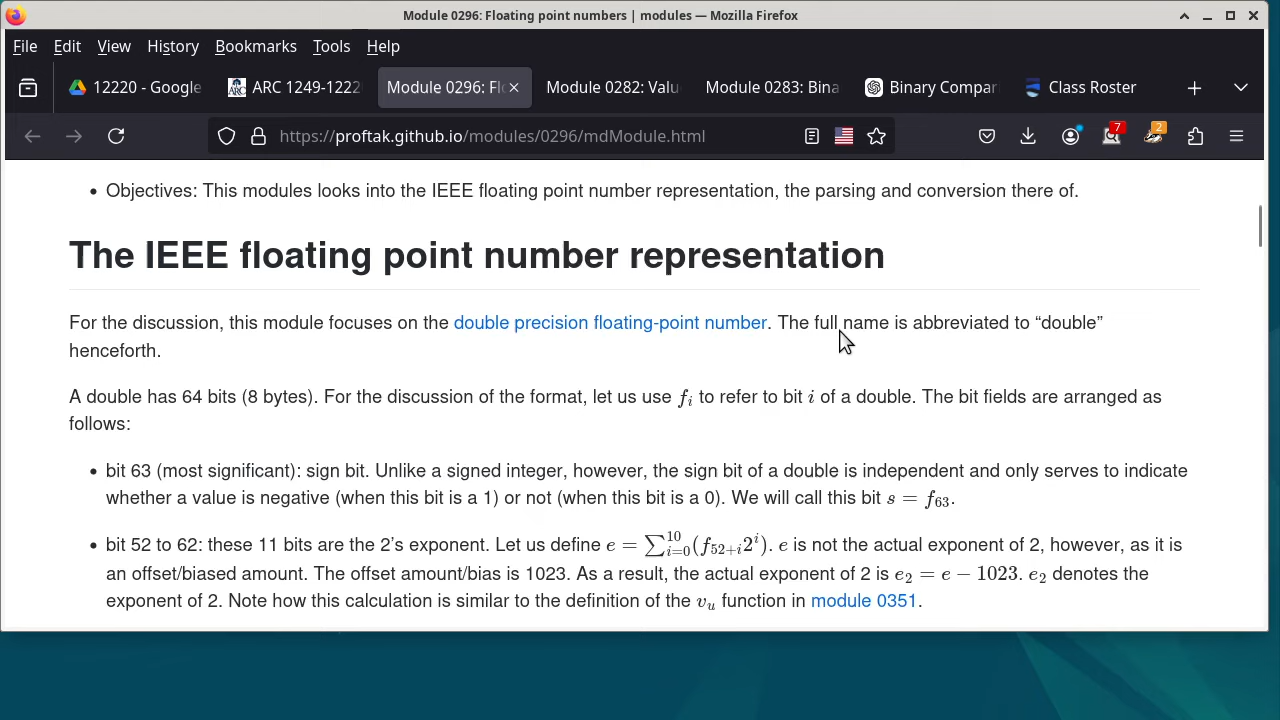 Module 0296: Floating point numbers | modules — Mozilla Firefox
File Edit View History Bookmarks Tools Help
12220 - Google ARC 1249-1222 Module 0296: Flo Module 0282: Valu Module 0283: Bina Binary Compar Class Roster
https://proftak.github.io/modules/0296/mdModule.html 7 2
• Objectives: This modules looks into the IEEE floating point number representation, the parsing and conversion there of.
The IEEE floating point number representation
For the discussion, this module focuses on the double precision floating-point number. The full name is abbreviated to “double”
henceforth.
A double has 64 bits (8 bytes). For the discussion of the format, let us use f_i to refer to bit i of a double. The bit fields are arranged as
follows:
• bit 63 (most significant): sign bit. Unlike a signed integer, however, the sign bit of a double is independent and only serves to indicate
whether a value is negative (when this bit is a 1) or not (when this bit is a 0). We will call this bit s = f_{63}.
• bit 52 to 62: these 11 bits are the 2’s exponent. Let us define e = ∑_{i=0}^{10}(f_{52+i}2^i). e is not the actual exponent of 2, however, as it is
an offset/biased amount. The offset amount/bias is 1023. As a result, the actual exponent of 2 is e_2 = e − 1023. e_2 denotes the
exponent of 2. Note how this calculation is similar to the definition of the v_u function in module 0351.